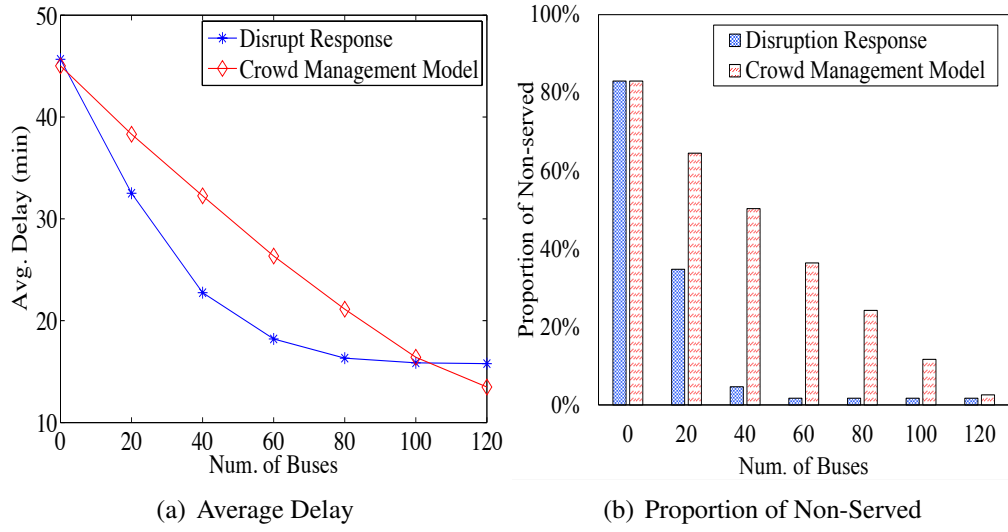 50
40
30
20
10
Avg. Delay (min)
Disrupt Response
Crowd Management Model
0 20 40 60 80 100 120
Num. of Buses
(a) Average Delay
100%
80%
60%
40%
20%
0%
Proportion of Non-served
Disruption Response
Crowd Management Model
0 20 40 60 80 100 120
Num. of Buses
(b) Proportion of Non-Served